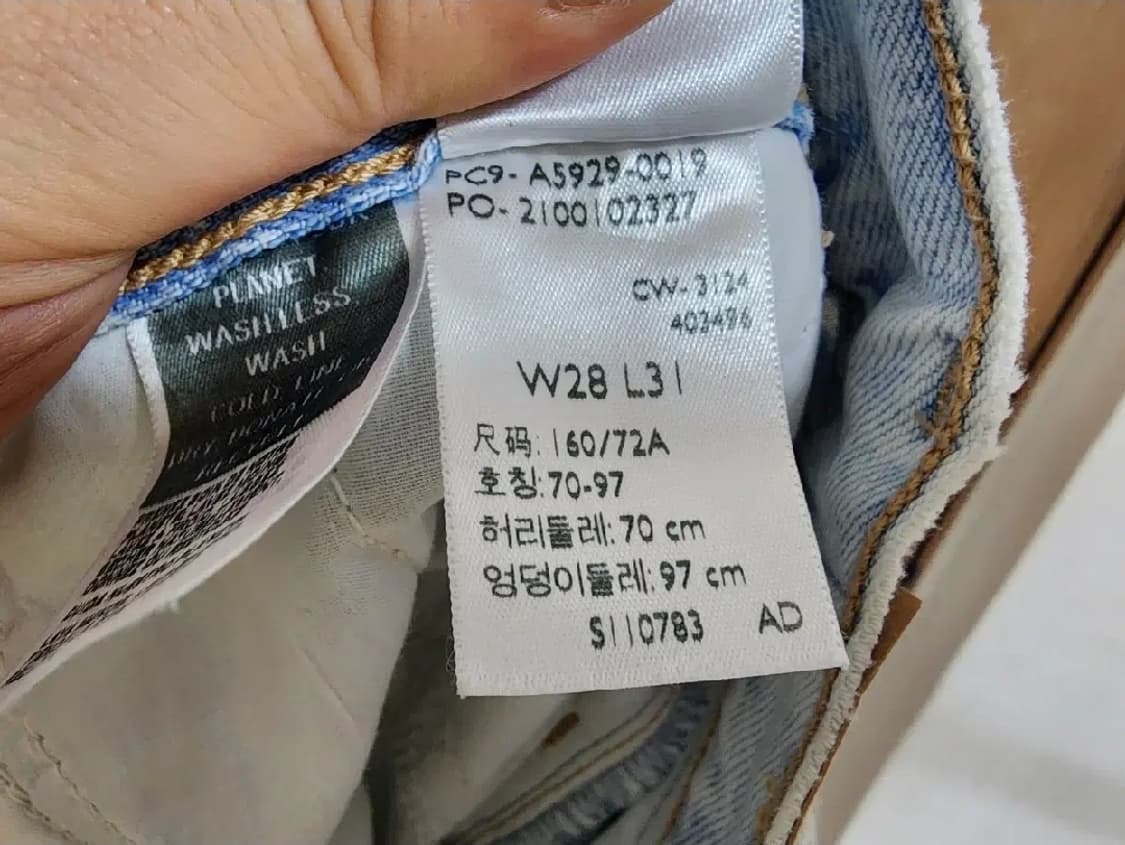 PC9- A5929-0019
PO- 2100102327
CW- 3124
403496
W28 L31
尺码: 160/72A
호칭:70-97
허리둘레: 70 cm
엉덩이둘레: 97 cm
S110783 AD
PLANET
WASH LESS
WASH
COLD, LINE